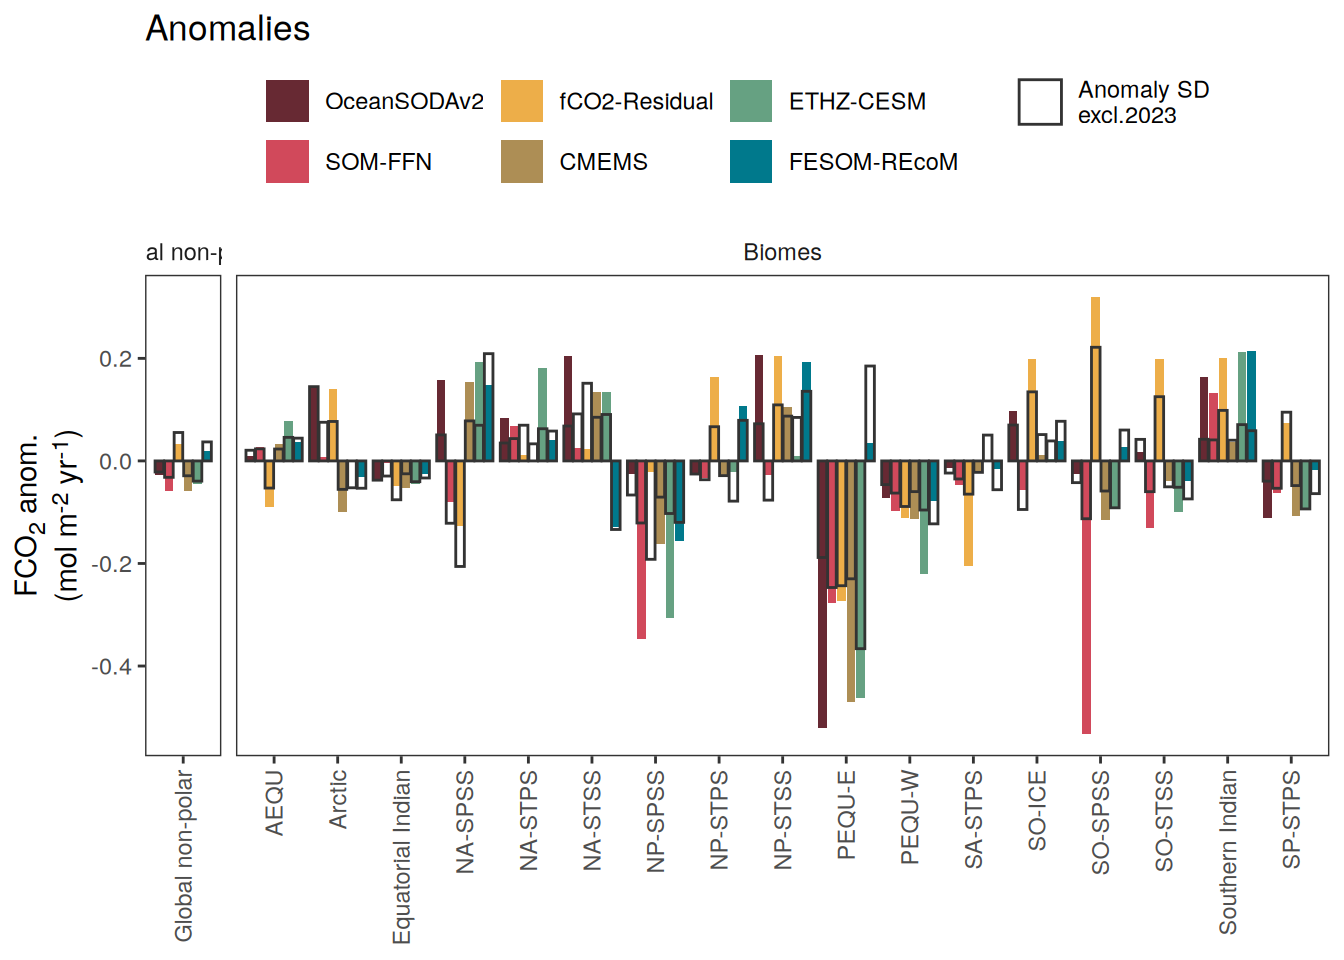 Anomalies
OceanSODAv2
fCO2-Residual
ETHZ-CESM
Anomaly SD
excl.2023
SOM-FFN
CMEMS
FESOM-REcoM
al non-p
Biomes
FCO2 anom.
(mol m-2 yr-1)
0.2
0.0
-0.2
-0.4
Global non-polar
AEQU
Arctic
Equatorial Indian
NA-SPSS
NA-STPS
NA-STSS
NP-SPSS
NP-STPS
NP-STSS
PEQU-E
PEQU-W
SA-STPS
SO-ICE
SO-SPSS
SO-STSS
Southern Indian
SP-STPS